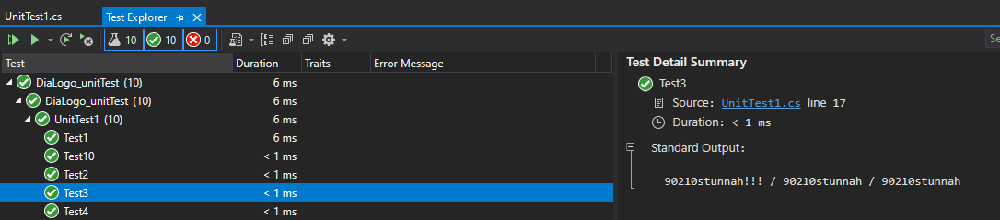 UnitTest1.cs
Test Explorer
10 10 0
Test Duration Traits Error Message
DiaLogo_unitTest (10) 6 ms
DiaLogo_unitTest (10) 6 ms
UnitTest1 (10) 6 ms
Test1 6 ms
Test10 < 1 ms
Test2 < 1 ms
Test3 < 1 ms
Test4 < 1 ms
Se
Test Detail Summary
Test3
Source: UnitTest1.cs line 17
Duration: < 1 ms
Standard Output:
90210stunnah!!! / 90210stunnah / 90210stunnah